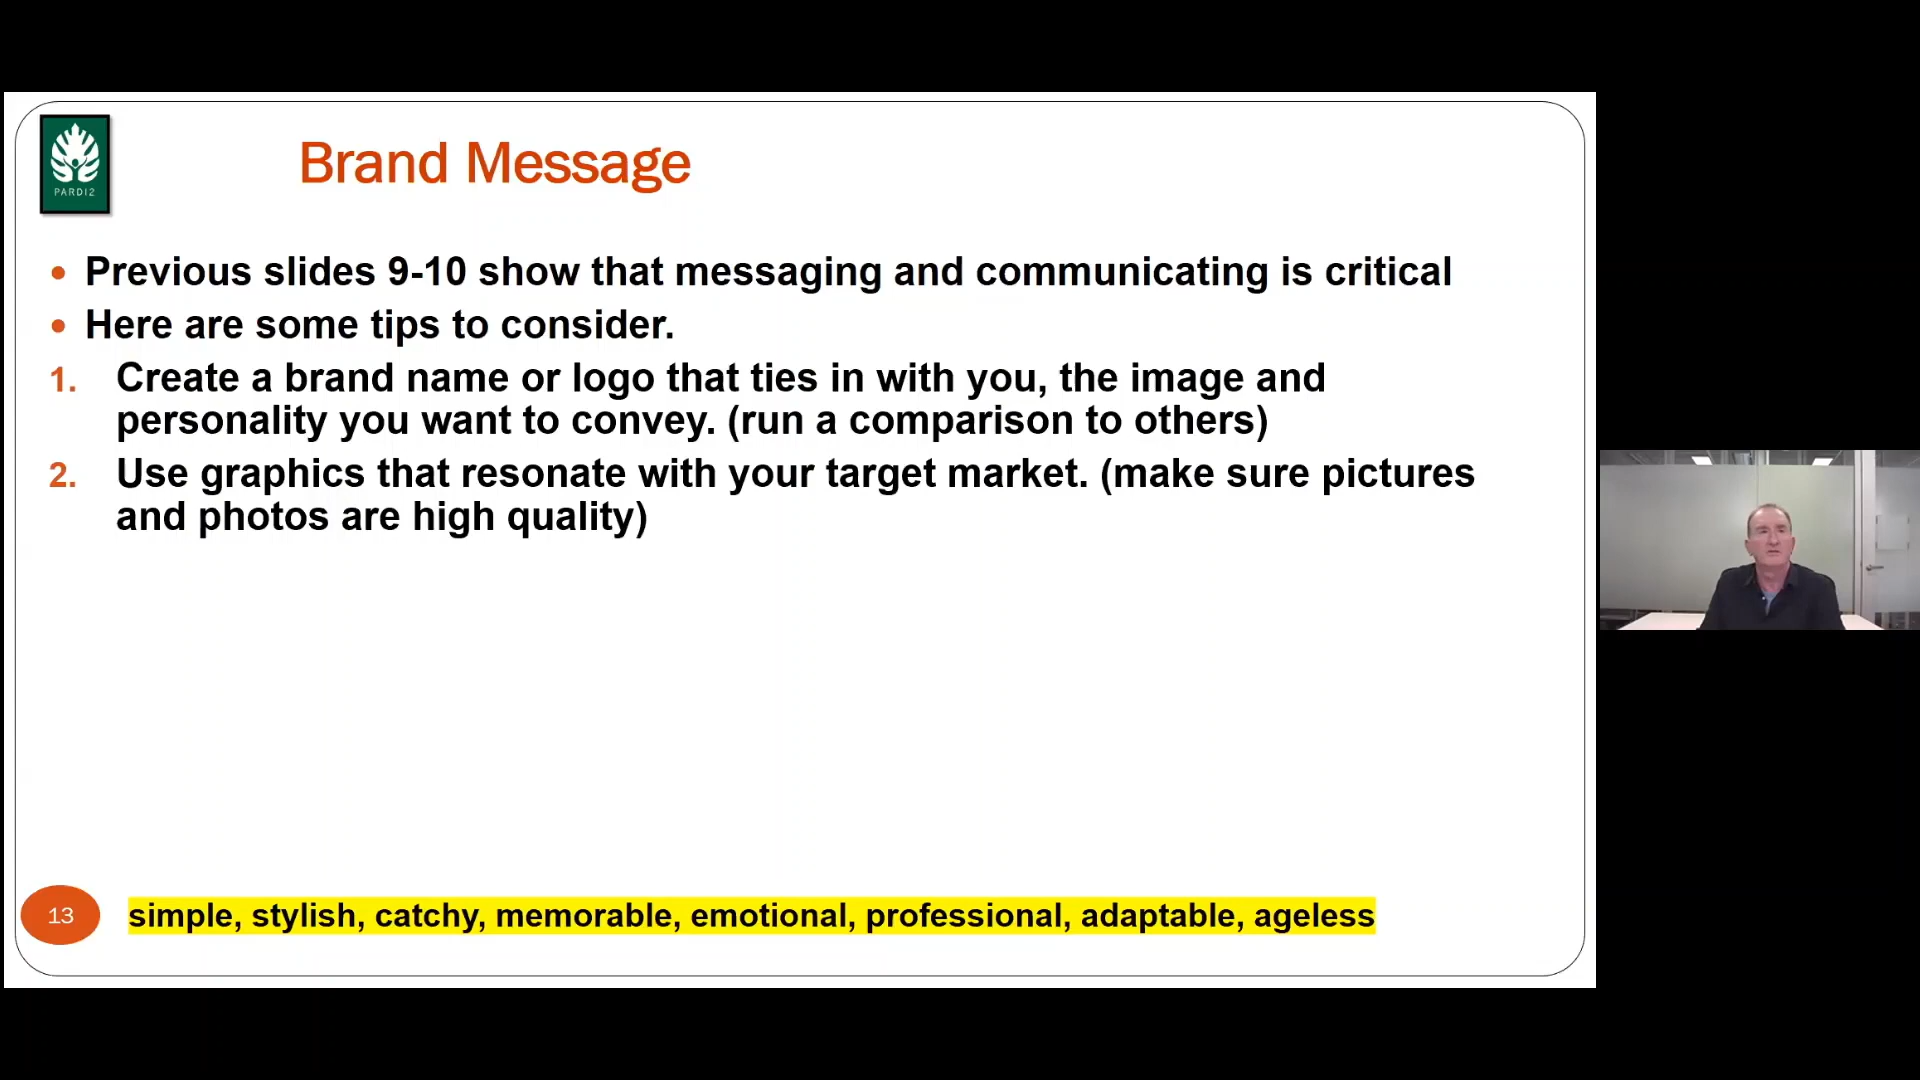 PARDI2
Brand Message
• Previous slides 9-10 show that messaging and communicating is critical
• Here are some tips to consider.
1. Create a brand name or logo that ties in with you, the image and
personality you want to convey. (run a comparison to others)
2. Use graphics that resonate with your target market. (make sure pictures
and photos are high quality)
13
simple, stylish, catchy, memorable, emotional, professional, adaptable, ageless